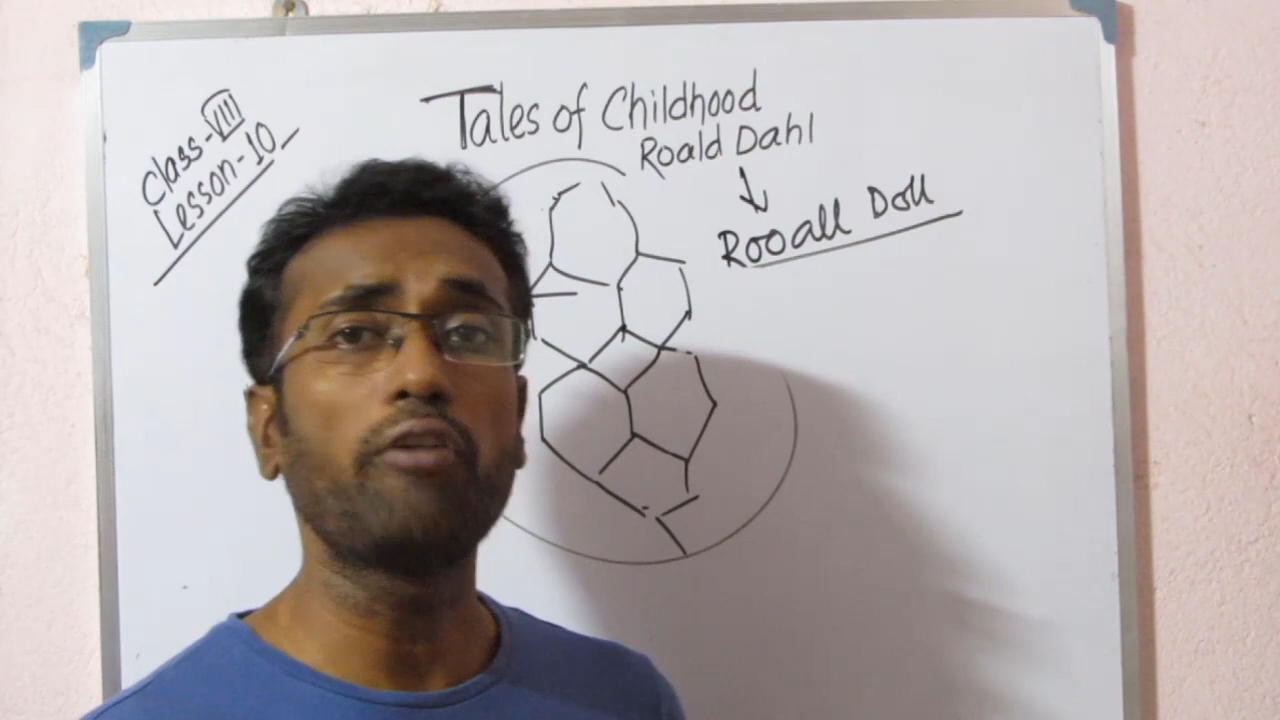 Class-VIII
Lesson-10
Tales of Childhood
Roald Dahl
Rooall Doll